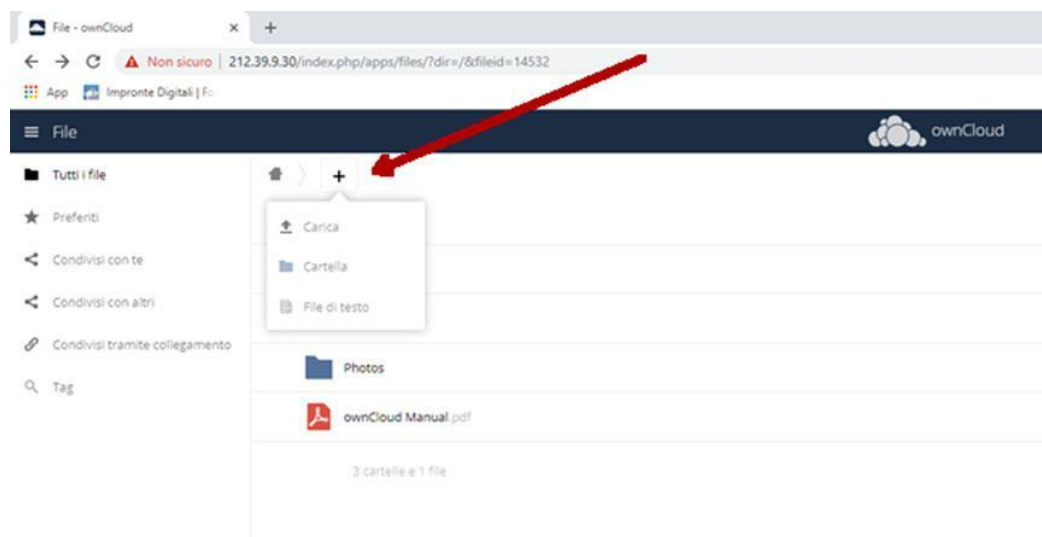 File - ownCloud
Non sicuro | 212.39.9.30/index.php/apps/files/?dir=/&fileid=14532
App Impronte Digitali | Fo
File
ownCloud
Tutti i file
Preferiti
Condivisi con te
Condivisi con altri
Condivisi tramite collegamento
Tag
+
Carica
Cartella
File di testo
Photos
ownCloud Manual.pdf
3 cartelle e 1 file